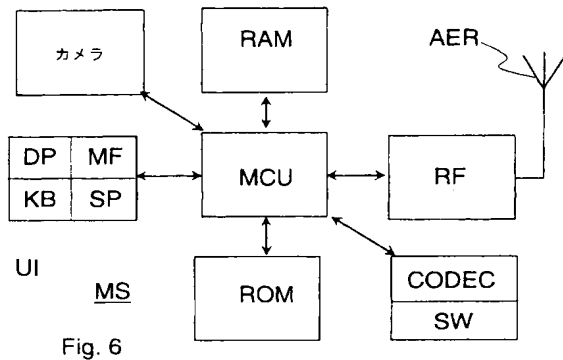 カメラ
RAM
AER
DP
MF
KB
SP
MCU
RF
UI
MS
ROM
CODEC
SW
Fig. 6